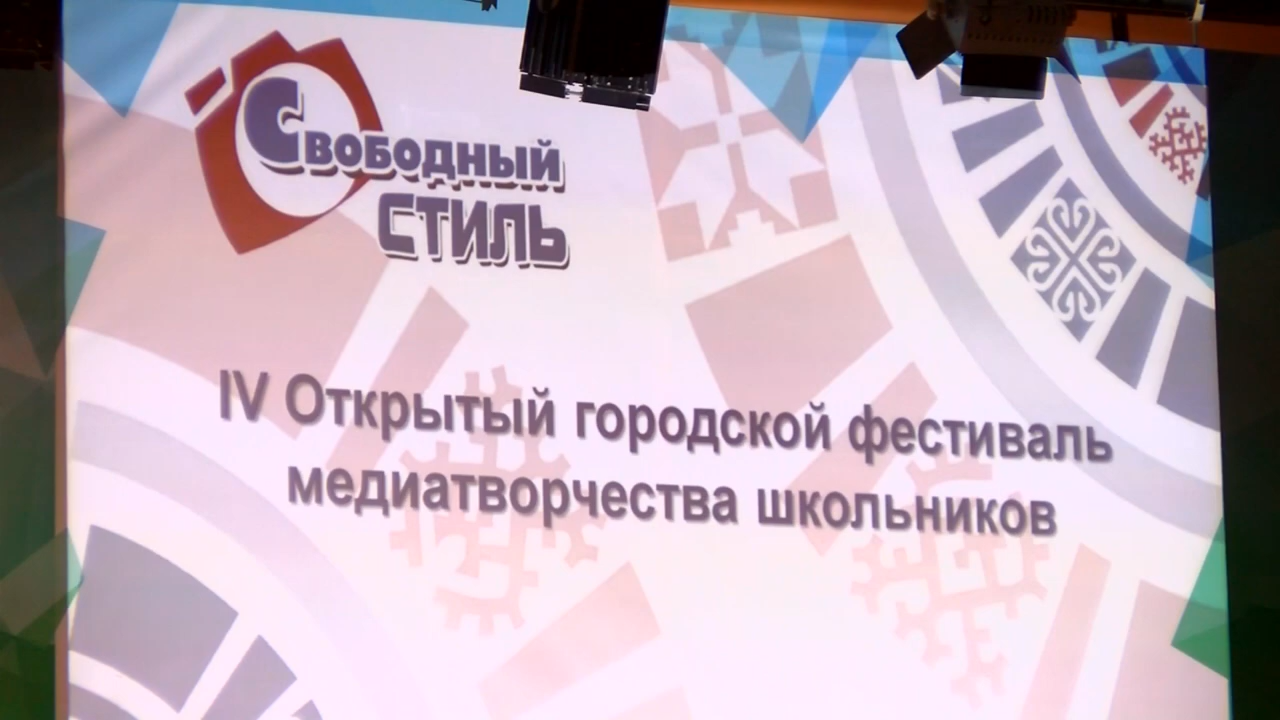 Свободный
стиль
IV Открытый городской фестиваль
медиатворчества школьников